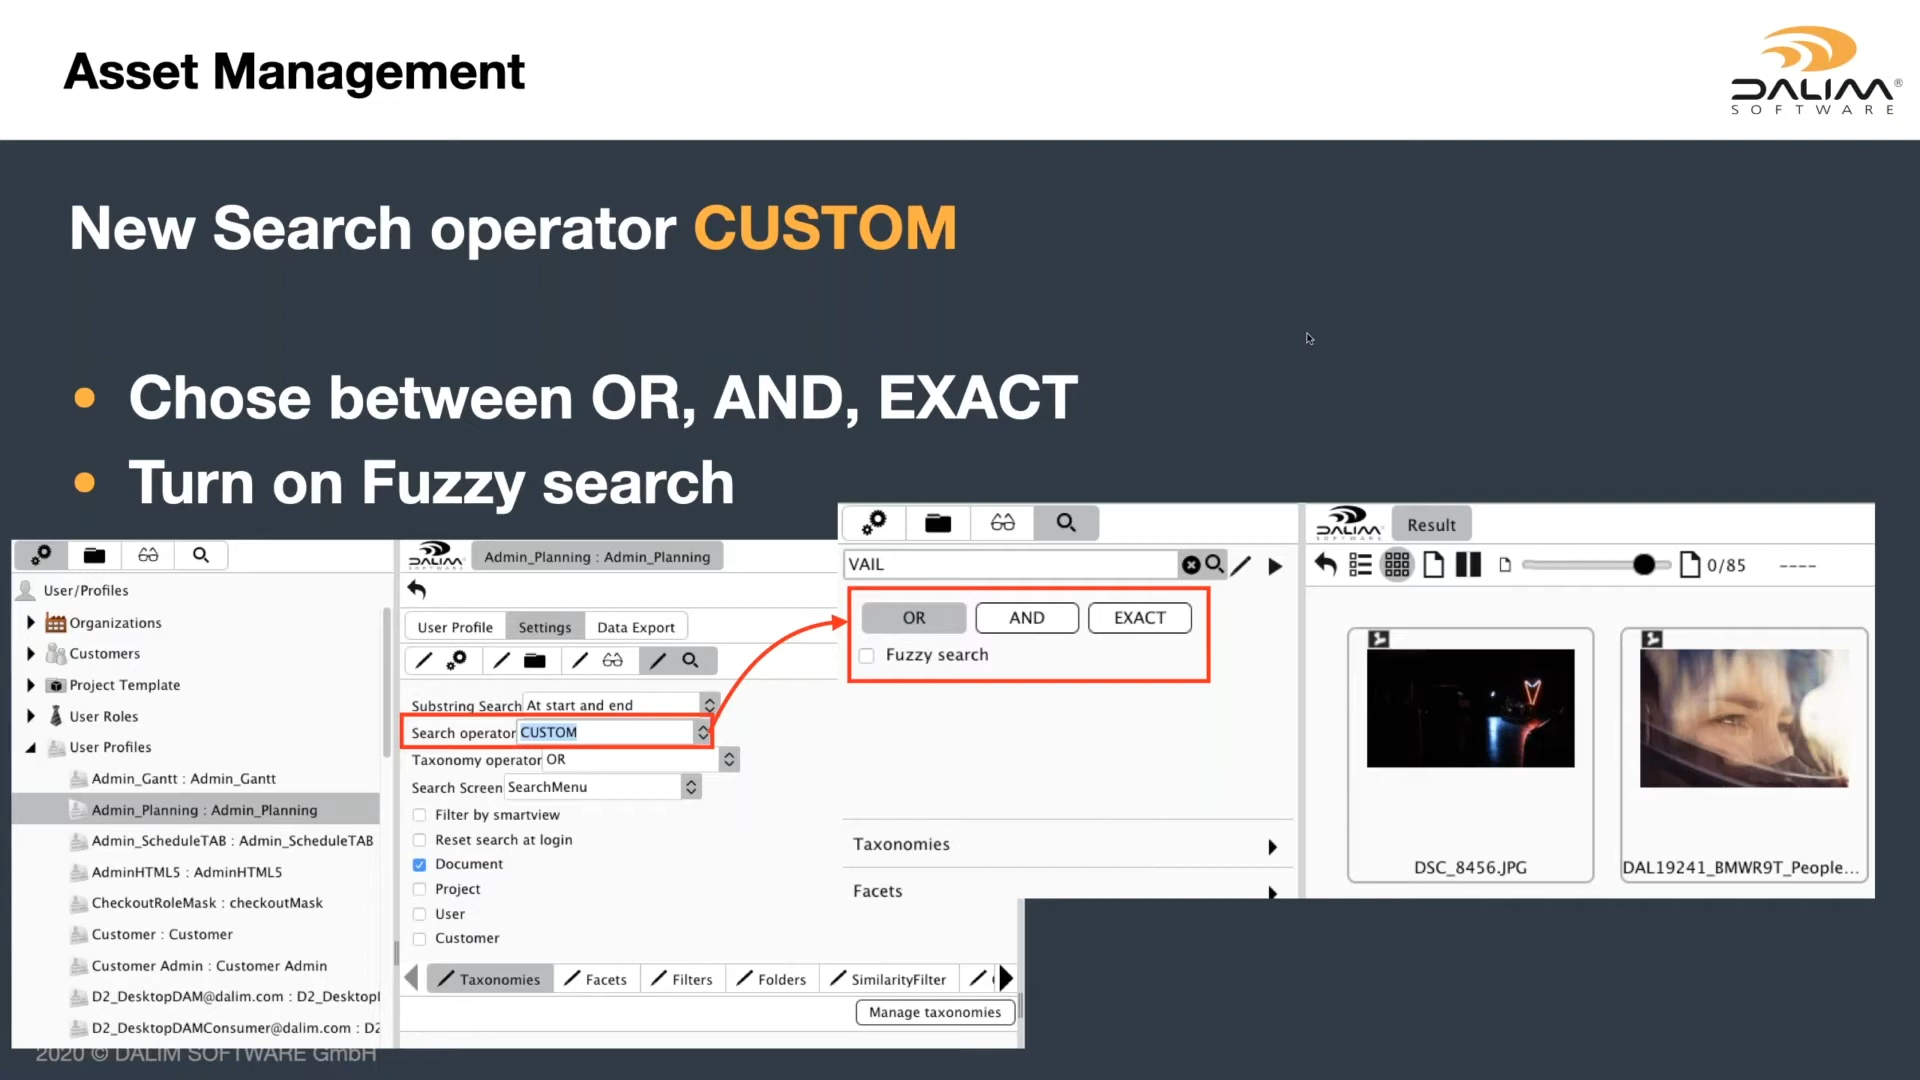 Asset Management
DALIM®
SOFTWARE
New Search operator CUSTOM
Chose between OR, AND, EXACT
Turn on Fuzzy search
User/Profiles
Organizations
Customers
Project Template
User Roles
User Profiles
Admin_Gantt : Admin_Gantt
Admin_Planning : Admin_Planning
Admin_ScheduleTAB : Admin_ScheduleTAB
AdminHTML5 : AdminHTML5
CheckoutRoleMask : checkoutMask
Customer : Customer
Customer Admin : Customer Admin
D2_DesktopDAM@dalim.com : D2_Desktop
D2_DesktopDAMConsumer@dalim.com : D2
DALIM
Admin_Planning : Admin_Planning
User Profile Settings Data Export
Substring Search At start and end
Search operator CUSTOM
Taxonomy operator OR
Search Screen SearchMenu
Filter by smartview
Reset search at login
Document
Project
User
Customer
Taxonomies Facets Filters Folders SimilarityFilter
Manage taxonomies
VAIL
OR AND EXACT
Fuzzy search
Taxonomies
Facets
DALIM
Result
0/85 ----
DSC_8456.JPG
DAL19241_BMWR9T_People...
2020 © DALIM SOFTWARE GmbH